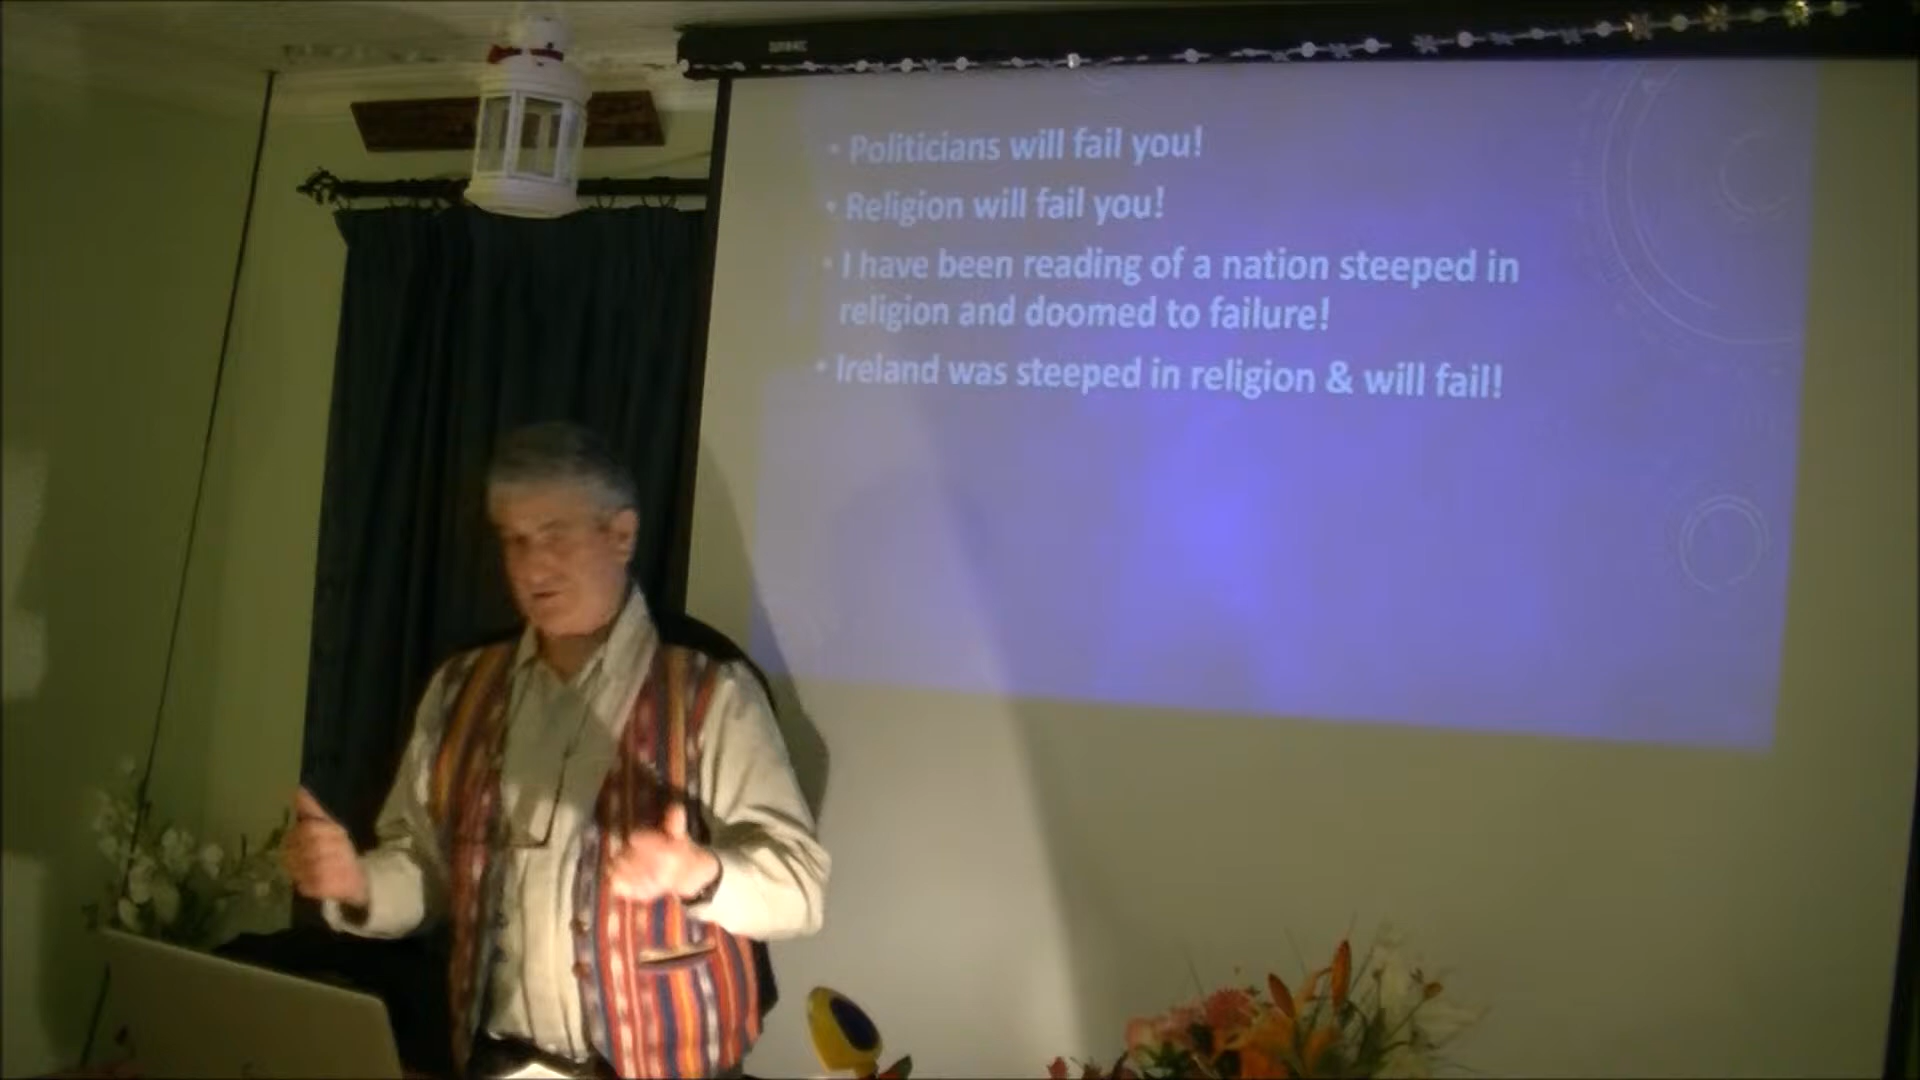 • Politicians will fail you!
• Religion will fail you!
• I have been reading of a nation steeped in
religion and doomed to failure!
• Ireland was steeped in religion & will fail!